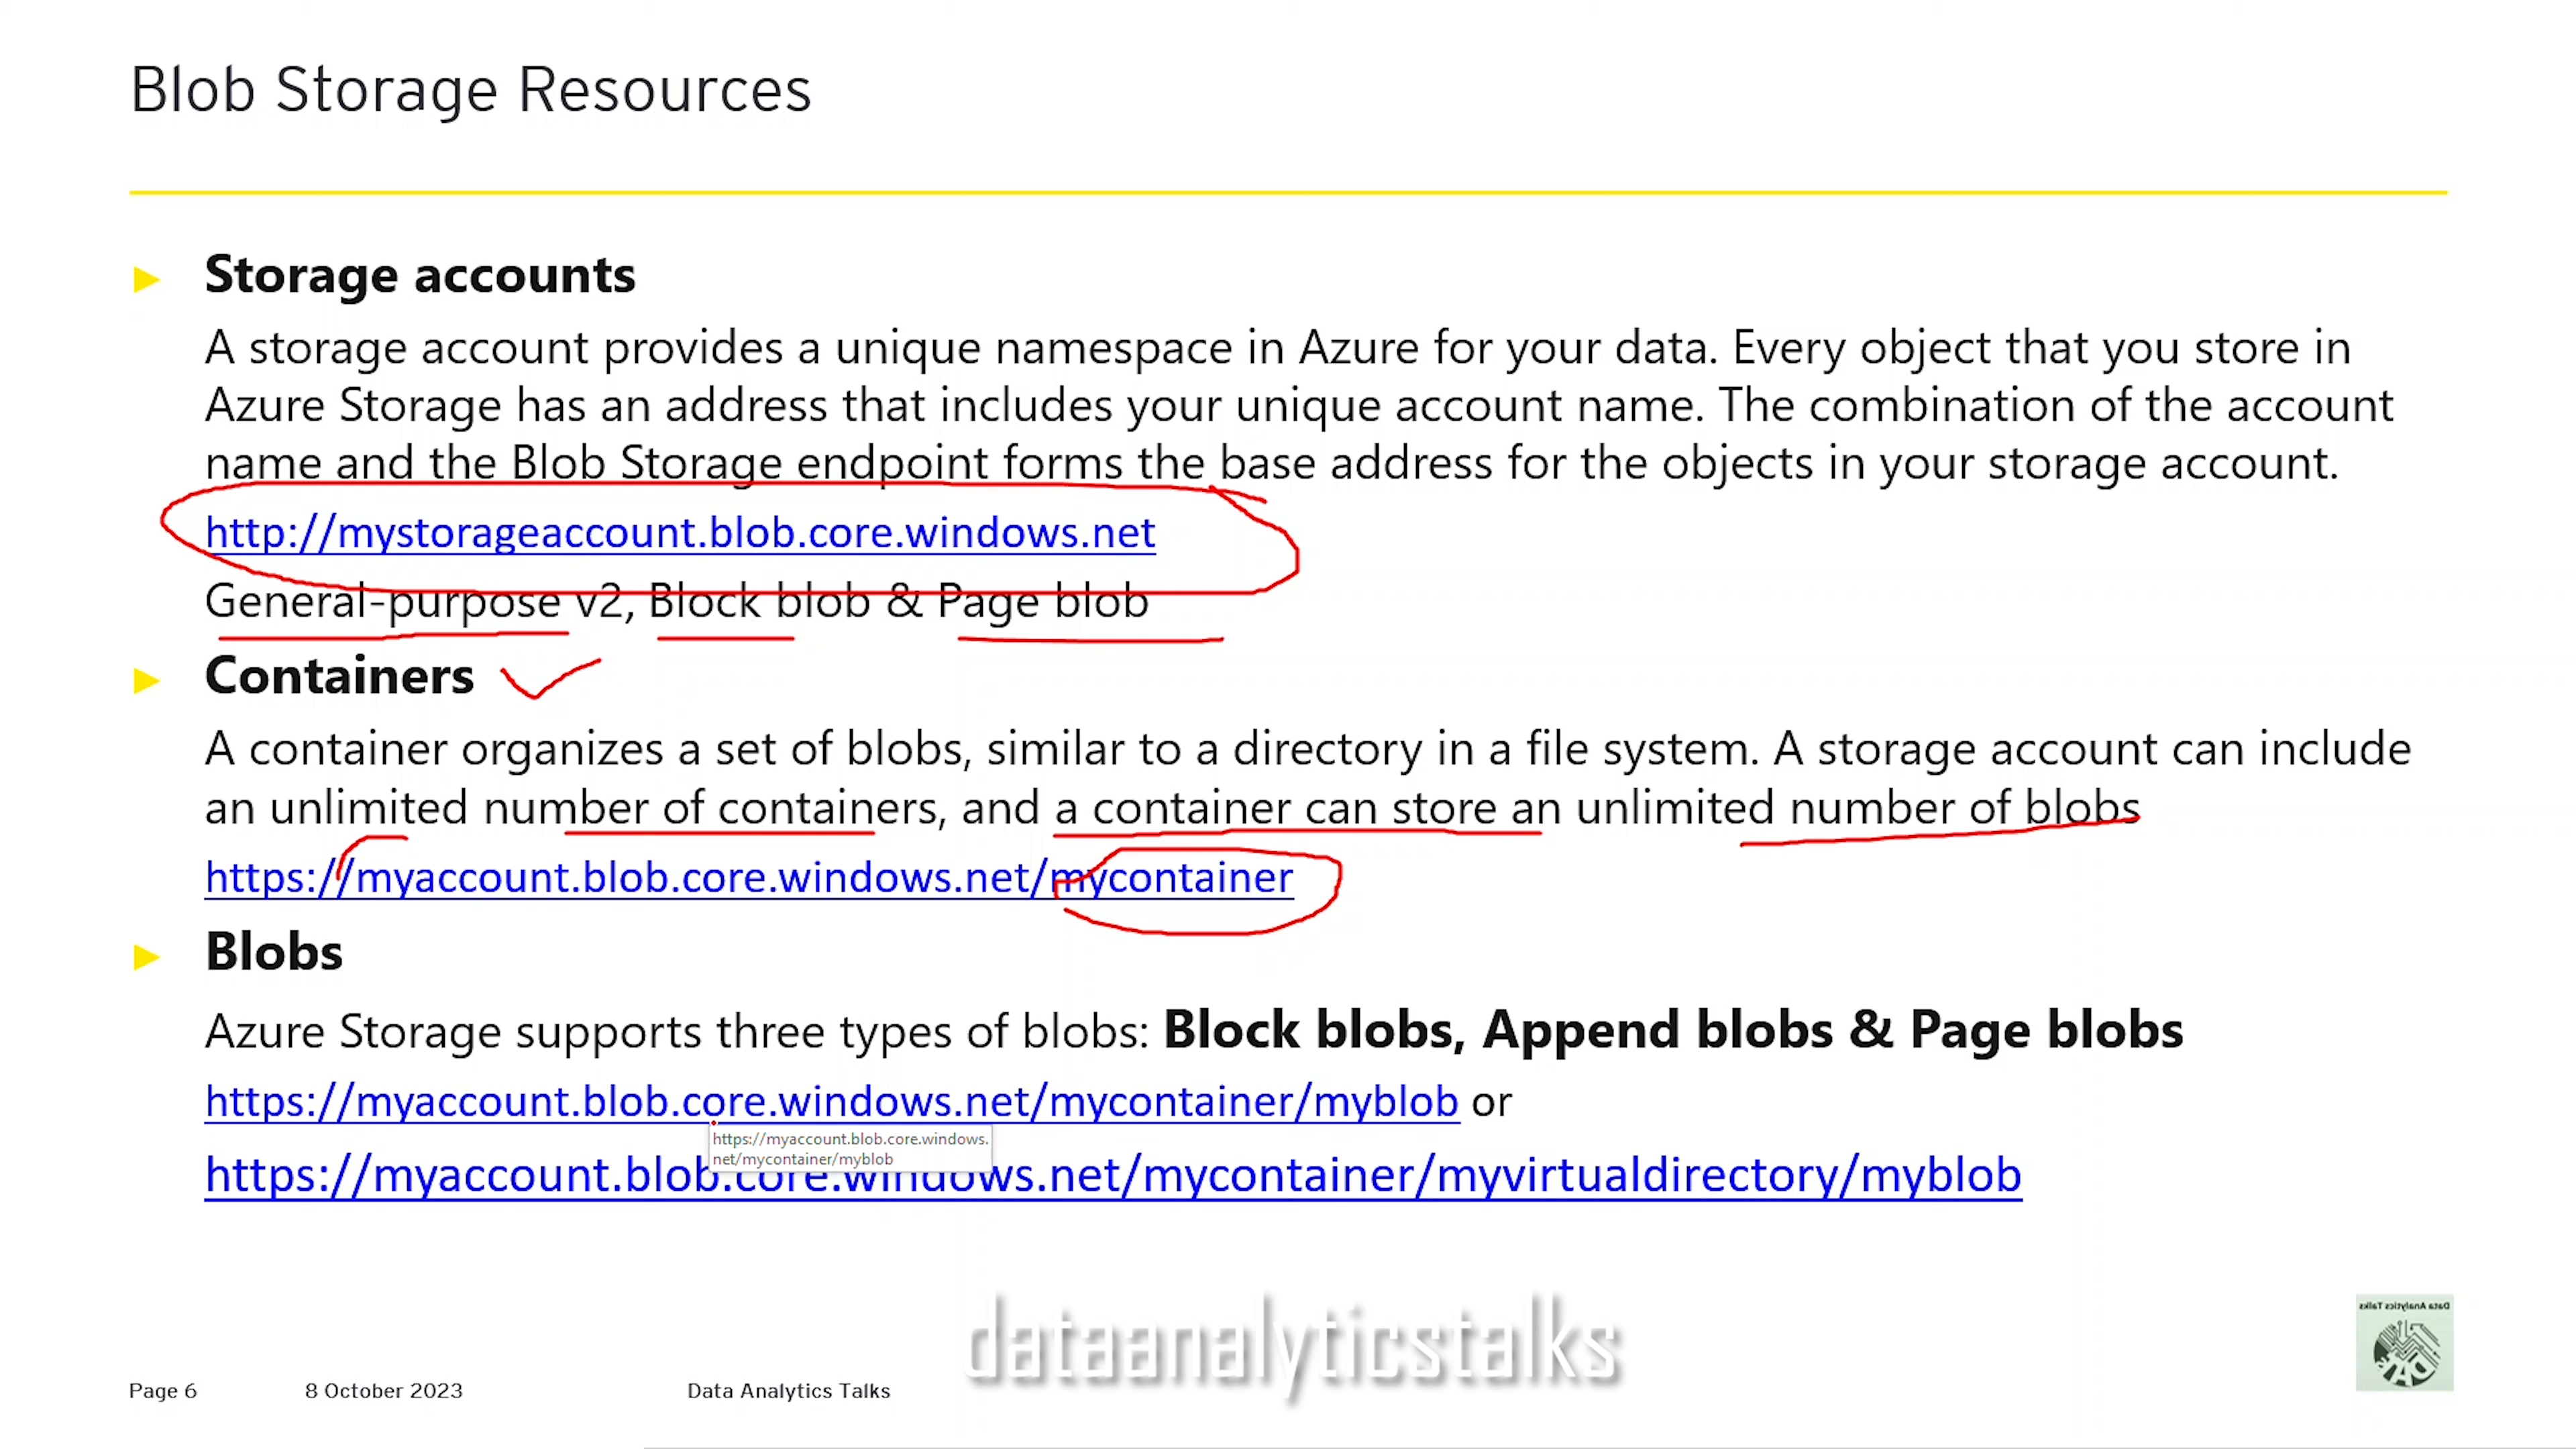 Blob Storage Resources
Storage accounts
A storage account provides a unique namespace in Azure for your data. Every object that you store in
Azure Storage has an address that includes your unique account name. The combination of the account
name and the Blob Storage endpoint forms the base address for the objects in your storage account.
http://mystorageaccount.blob.core.windows.net
General-purpose v2, Block blob & Page blob
Containers
A container organizes a set of blobs, similar to a directory in a file system. A storage account can include
an unlimited number of containers, and a container can store an unlimited number of blobs
https://myaccount.blob.core.windows.net/mycontainer
Blobs
Azure Storage supports three types of blobs: Block blobs, Append blobs & Page blobs
https://myaccount.blob.core.windows.net/mycontainer/myblob or
https://myaccount.blob.core.windows.
net/mycontainer/myblob
https://myaccount.blob.core.windows.net/mycontainer/myvirtualdirectory/myblob
dataanalyticstalks
Data Analytics Talks
DAT
Page 6
8 October 2023
Data Analytics Talks